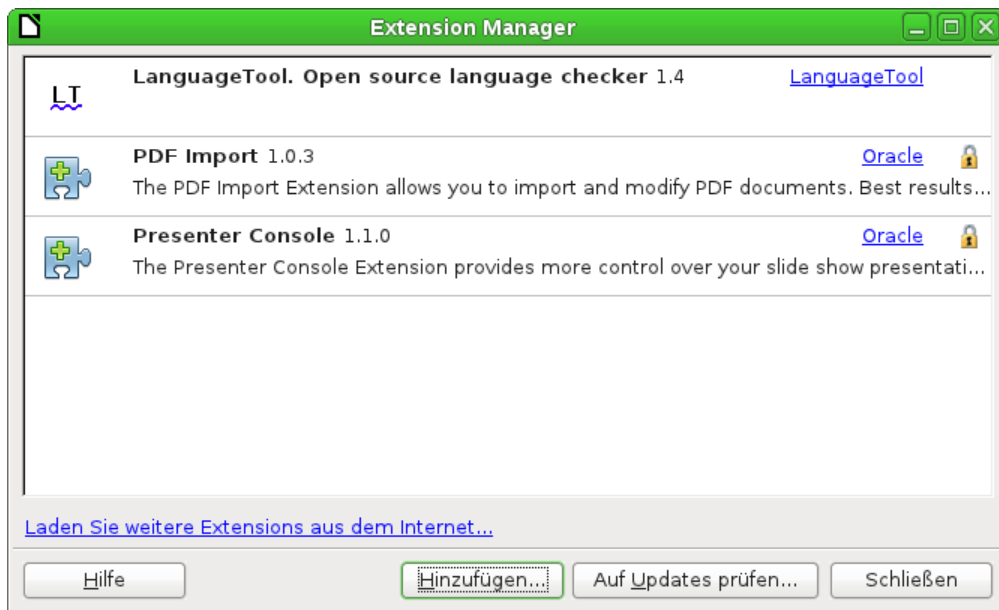 Extension Manager
LanguageTool. Open source language checker 1.4 LanguageTool
LT
PDF Import 1.0.3 Oracle
The PDF Import Extension allows you to import and modify PDF documents. Best results...
Presenter Console 1.1.0 Oracle
The Presenter Console Extension provides more control over your slide show presentati...
Laden Sie weitere Extensions aus dem Internet...
Hilfe Hinzufügen... Auf Updates prüfen... Schließen